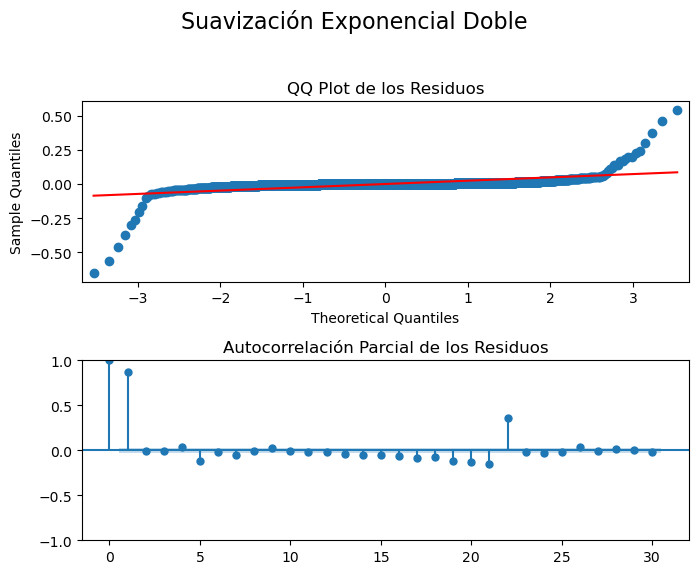 Suavización Exponencial Doble
QQ Plot de los Residuos
0.50
0.25
0.00
−0.25
−0.50
Sample Quantiles
−3 −2 −1 0 1 2 3
Theoretical Quantiles
Autocorrelación Parcial de los Residuos
1.0
0.5
0.0
−0.5
−1.0
0 5 10 15 20 25 30